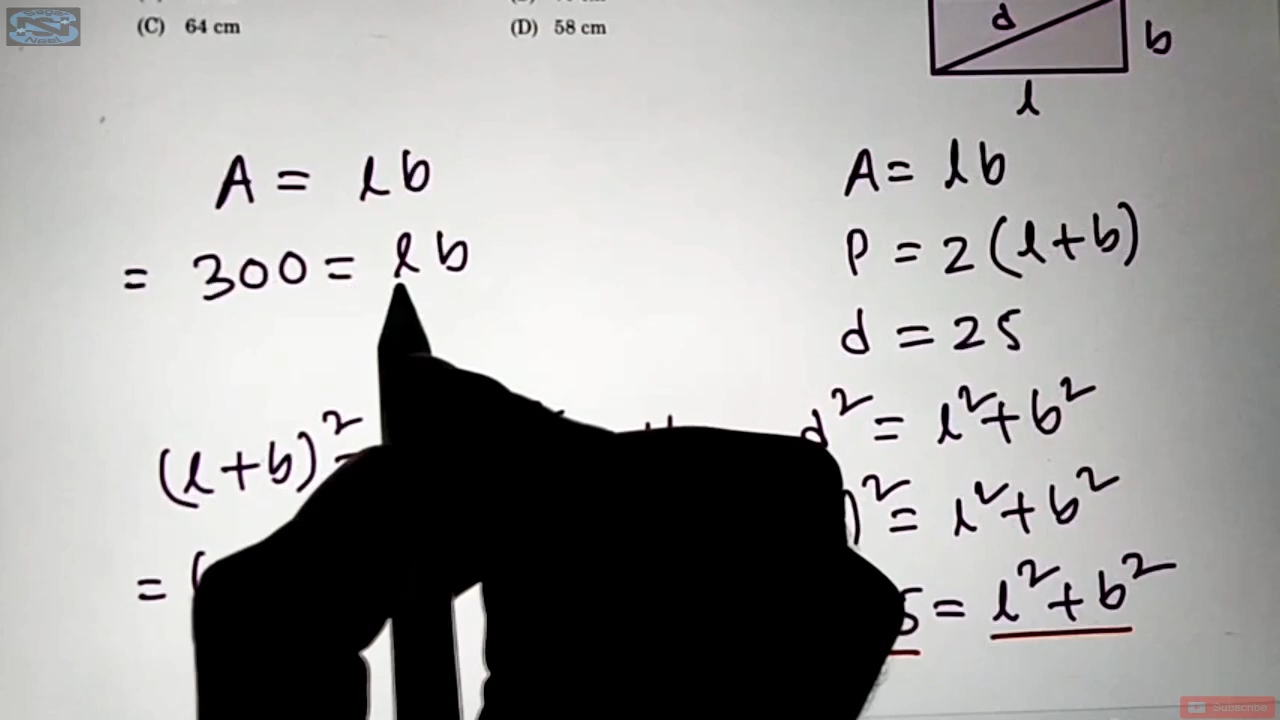 (C) 64 cm (D) 58 cm
d
b
l
A = lb
= 300 = lb
(l+b)²
=
A = lb
P = 2(l+b)
d = 25
d² = l²+b²
)² = l²+b²
5 = l²+b²
Subscribe